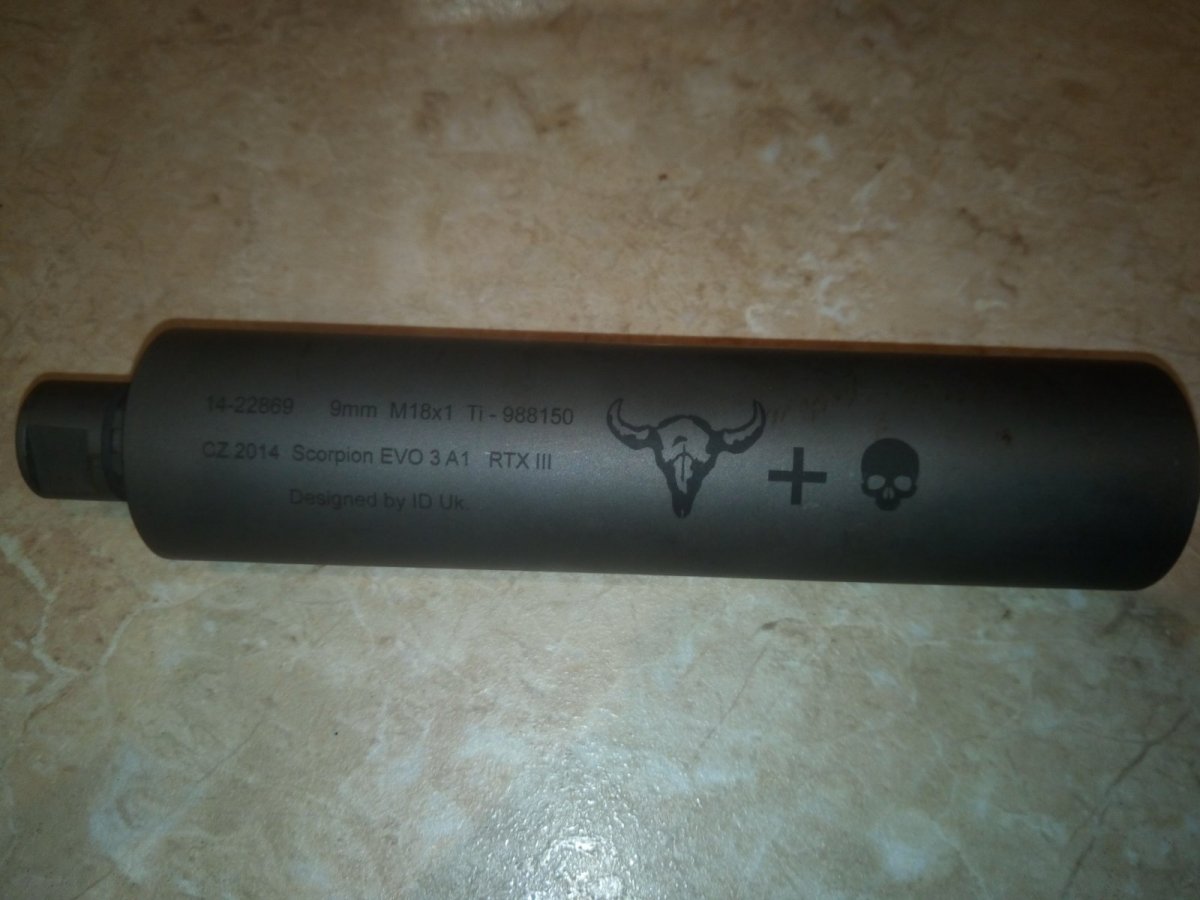 14-22869 9mm M18x1 Ti - 988150
CZ 2014 Scorpion EVO 3 A1 RTX III
Designed by ID Uk.